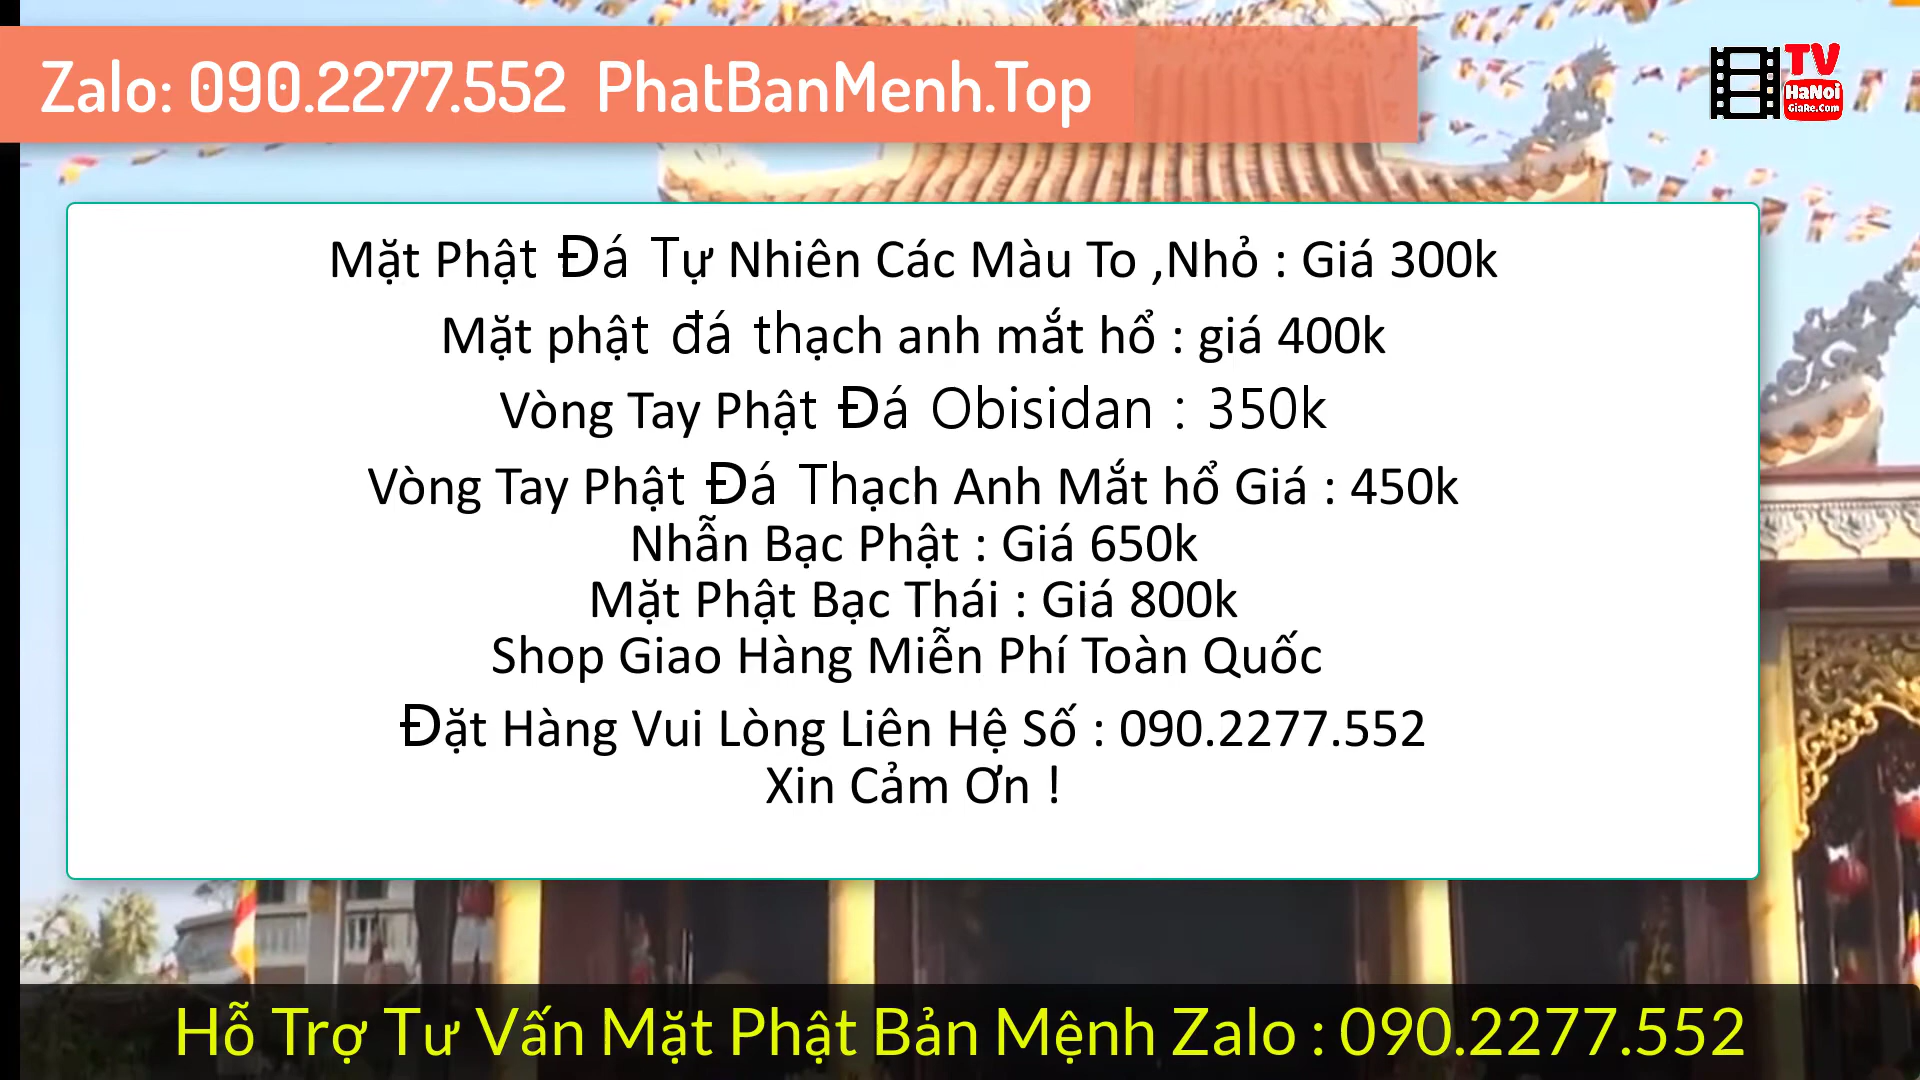 Zalo: 090.2277.552 PhatBanMenh.Top
TV
HaNoi
GiaRe.Com
Mặt Phật Đá Tự Nhiên Các Màu To ,Nhỏ : Giá 300k
Mặt phật đá thạch anh mắt hổ : giá 400k
Vòng Tay Phật Đá Obisidan : 350k
Vòng Tay Phật Đá Thạch Anh Mắt hổ Giá : 450k
Nhẫn Bạc Phật : Giá 650k
Mặt Phật Bạc Thái : Giá 800k
Shop Giao Hàng Miễn Phí Toàn Quốc
Đặt Hàng Vui Lòng Liên Hệ Số : 090.2277.552
Xin Cảm Ơn !
Hỗ Trợ Tư Vấn Mặt Phật Bản Mệnh Zalo : 090.2277.552